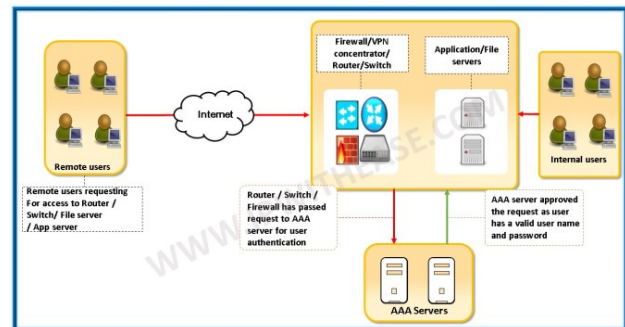 Firewall/VPN
concentrator/
Router/Switch
Application/File
servers
Internet
Remote users
Internal users
Remote users requesting
For access to Router /
Switch/ File server
/ App server
Router / Switch /
Firewall has passed
request to AAA
server for user
authentication
AAA server approved
the request as user
has a valid user name
and password
AAA Servers